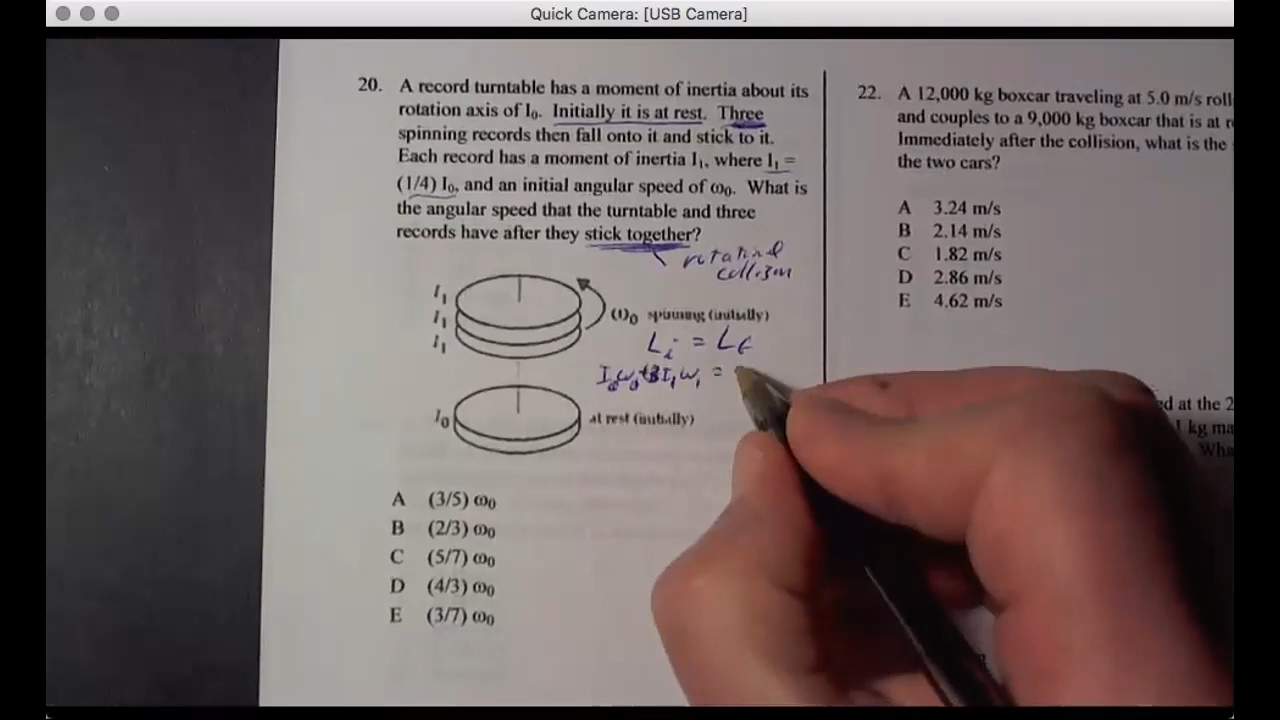 Quick Camera: [USB Camera]
20. A record turntable has a moment of inertia about its
rotation axis of I₀. Initially it is at rest. Three
spinning records then fall onto it and stick to it.
Each record has a moment of inertia I₁, where I₁ =
(1/4) I₀, and an initial angular speed of ω₀. What is
the angular speed that the turntable and three
records have after they stick together?
rotational
collision
I₁
I₁
I₁
ω₀ spinning (initially)
Lᵢ = Lf
I₀ω₀+3I₁ω₁ =
I₀
at rest (initially)
A (3/5) ω₀
B (2/3) ω₀
C (5/7) ω₀
D (4/3) ω₀
E (3/7) ω₀
22. A 12,000 kg boxcar traveling at 5.0 m/s roll
and couples to a 9,000 kg boxcar that is at
Immediately after the collision, what is the
the two cars?
A 3.24 m/s
B 2.14 m/s
C 1.82 m/s
D 2.86 m/s
E 4.62 m/s
at the 2
kg